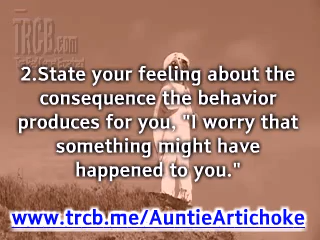 TRCB.com
2.State your feeling about the
consequence the behavior
produces for you, "I worry that
something might have
happened to you."
www.trcb.me/AuntieArtichoke